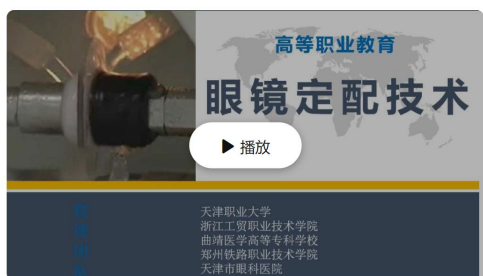 高等职业教育
眼镜定配技术
播放
天津职业大学
浙江工贸职业技术学院
曲靖医学高等专科学校
郑州铁路职业技术学院
天津市眼科医院